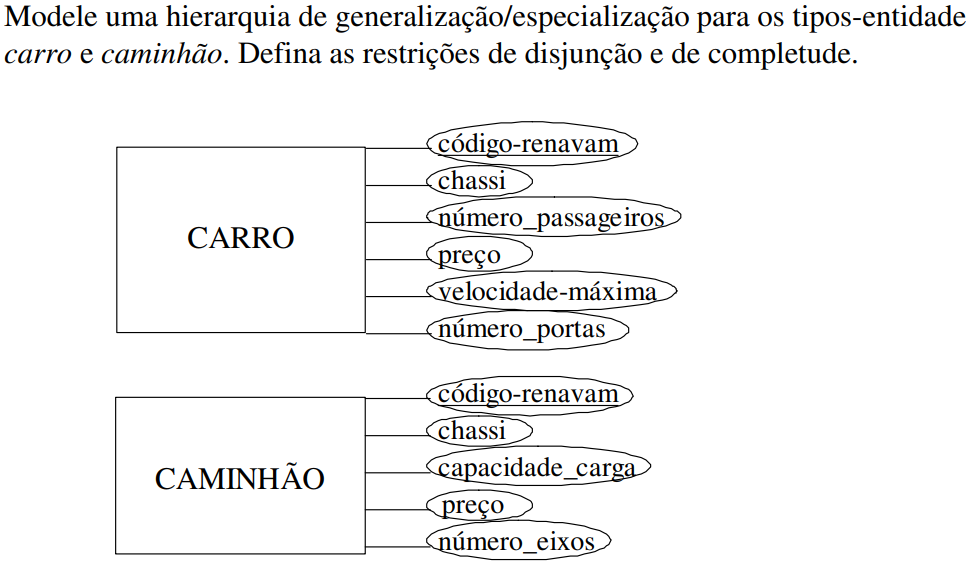 Modele uma hierarquia de generalização/especialização para os tipos-entidade
carro e caminhão. Defina as restrições de disjunção e de completude.
código-renavam
chassi
número_passageiros
CARRO
preço
velocidade-máxima
número_portas
código-renavam
chassi
capacidade_carga
CAMINHÃO
preço
número_eixos